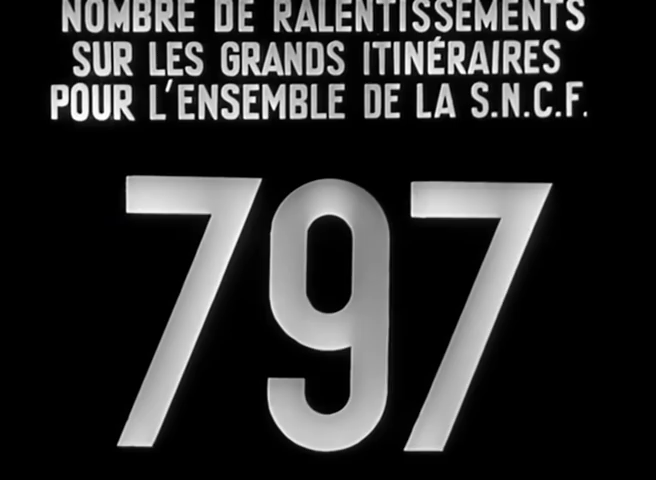 NOMBRE DE RALENTISSEMENTS
SUR LES GRANDS ITINÉRAIRES
POUR L'ENSEMBLE DE LA S.N.C.F.
797